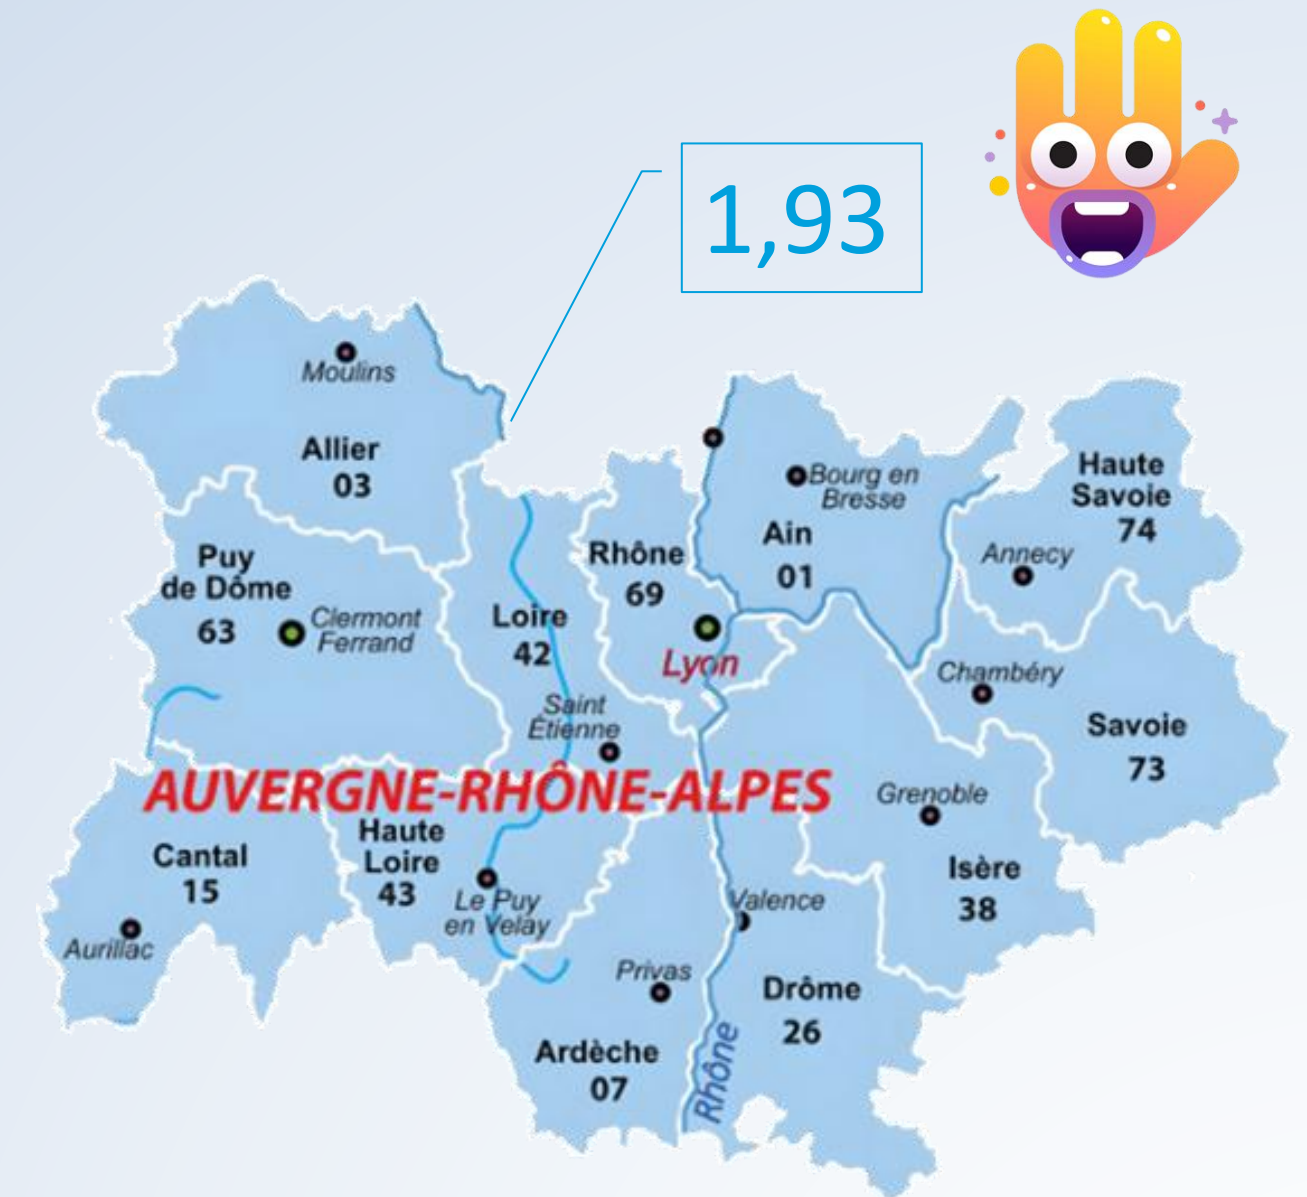 1,93
Moulins
Allier
03
Bourg en
Bresse
Haute
Savoie
74
Puy
de Dôme
63
Clermont
Ferrand
Rhône
69
Ain
01
Annecy
Loire
42
Lyon
Chambéry
Saint
Étienne
Savoie
73
AUVERGNE-RHÔNE-ALPES
Grenoble
Cantal
15
Haute
Loire
43
Isère
38
Le Puy
en Velay
Valence
Aurillac
Privas
Drôme
26
Ardèche
07
Rhône